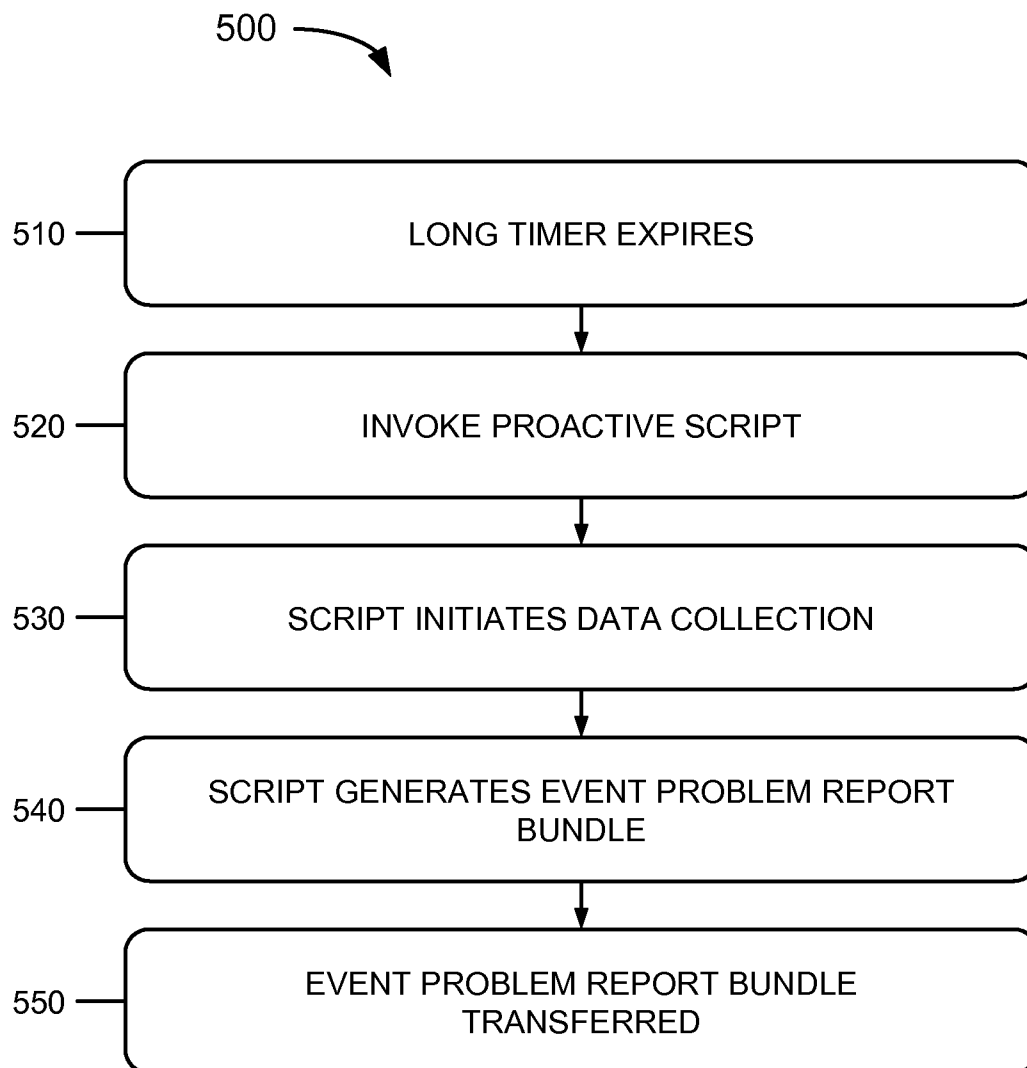 500
510
LONG TIMER EXPIRES
520
INVOKE PROACTIVE SCRIPT
530
SCRIPT INITIATES DATA COLLECTION
540
SCRIPT GENERATES EVENT PROBLEM REPORT
BUNDLE
550
EVENT PROBLEM REPORT BUNDLE
TRANSFERRED